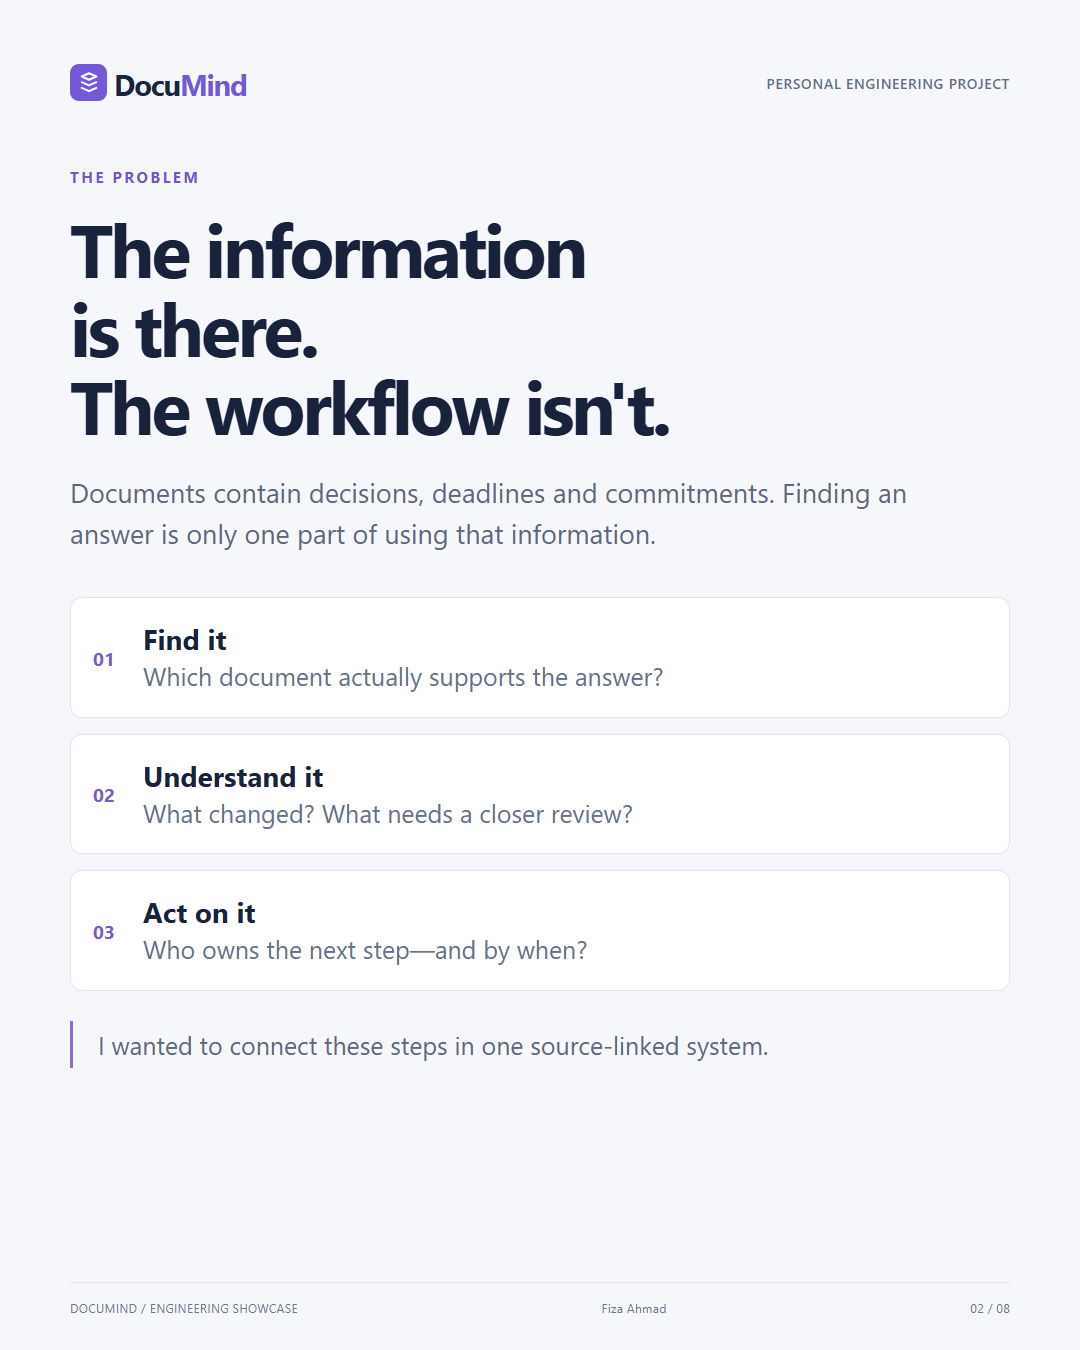 DocuMind
PERSONAL ENGINEERING PROJECT
THE PROBLEM
The information
is there.
The workflow isn't.
Documents contain decisions, deadlines and commitments. Finding an
answer is only one part of using that information.
01
Find it
Which document actually supports the answer?
02
Understand it
What changed? What needs a closer review?
03
Act on it
Who owns the next step—and by when?
I wanted to connect these steps in one source-linked system.
DOCUMIND / ENGINEERING SHOWCASE
Fiza Ahmad
02 / 08